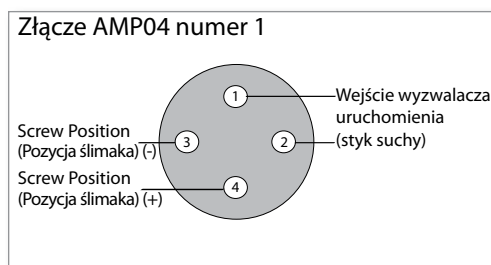 Złącze AMP04 numer 1
1
Wejście wyzwalacza
uruchomienia
(styk suchy)
2
Screw Position
(Pozycja ślimaka) (-)
3
Screw Position
(Pozycja ślimaka) (+)
4